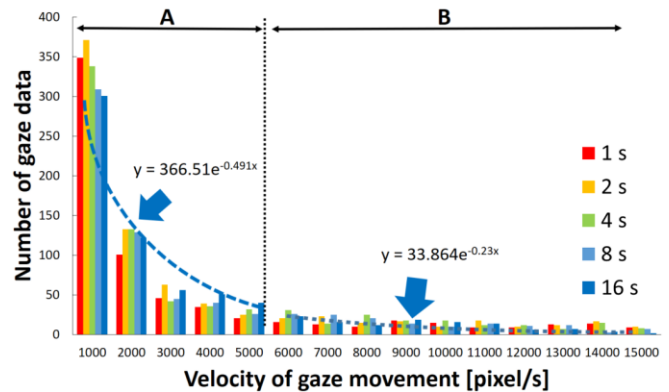 A
B
400
350
300
250
200
150
100
50
0
Number of gaze data
y = 366.51e^-0.491x
y = 33.864e^-0.23x
1 s
2 s
4 s
8 s
16 s
1000 2000 3000 4000 5000 6000 7000 8000 9000 10000 11000 12000 13000 14000 15000
Velocity of gaze movement [pixel/s]